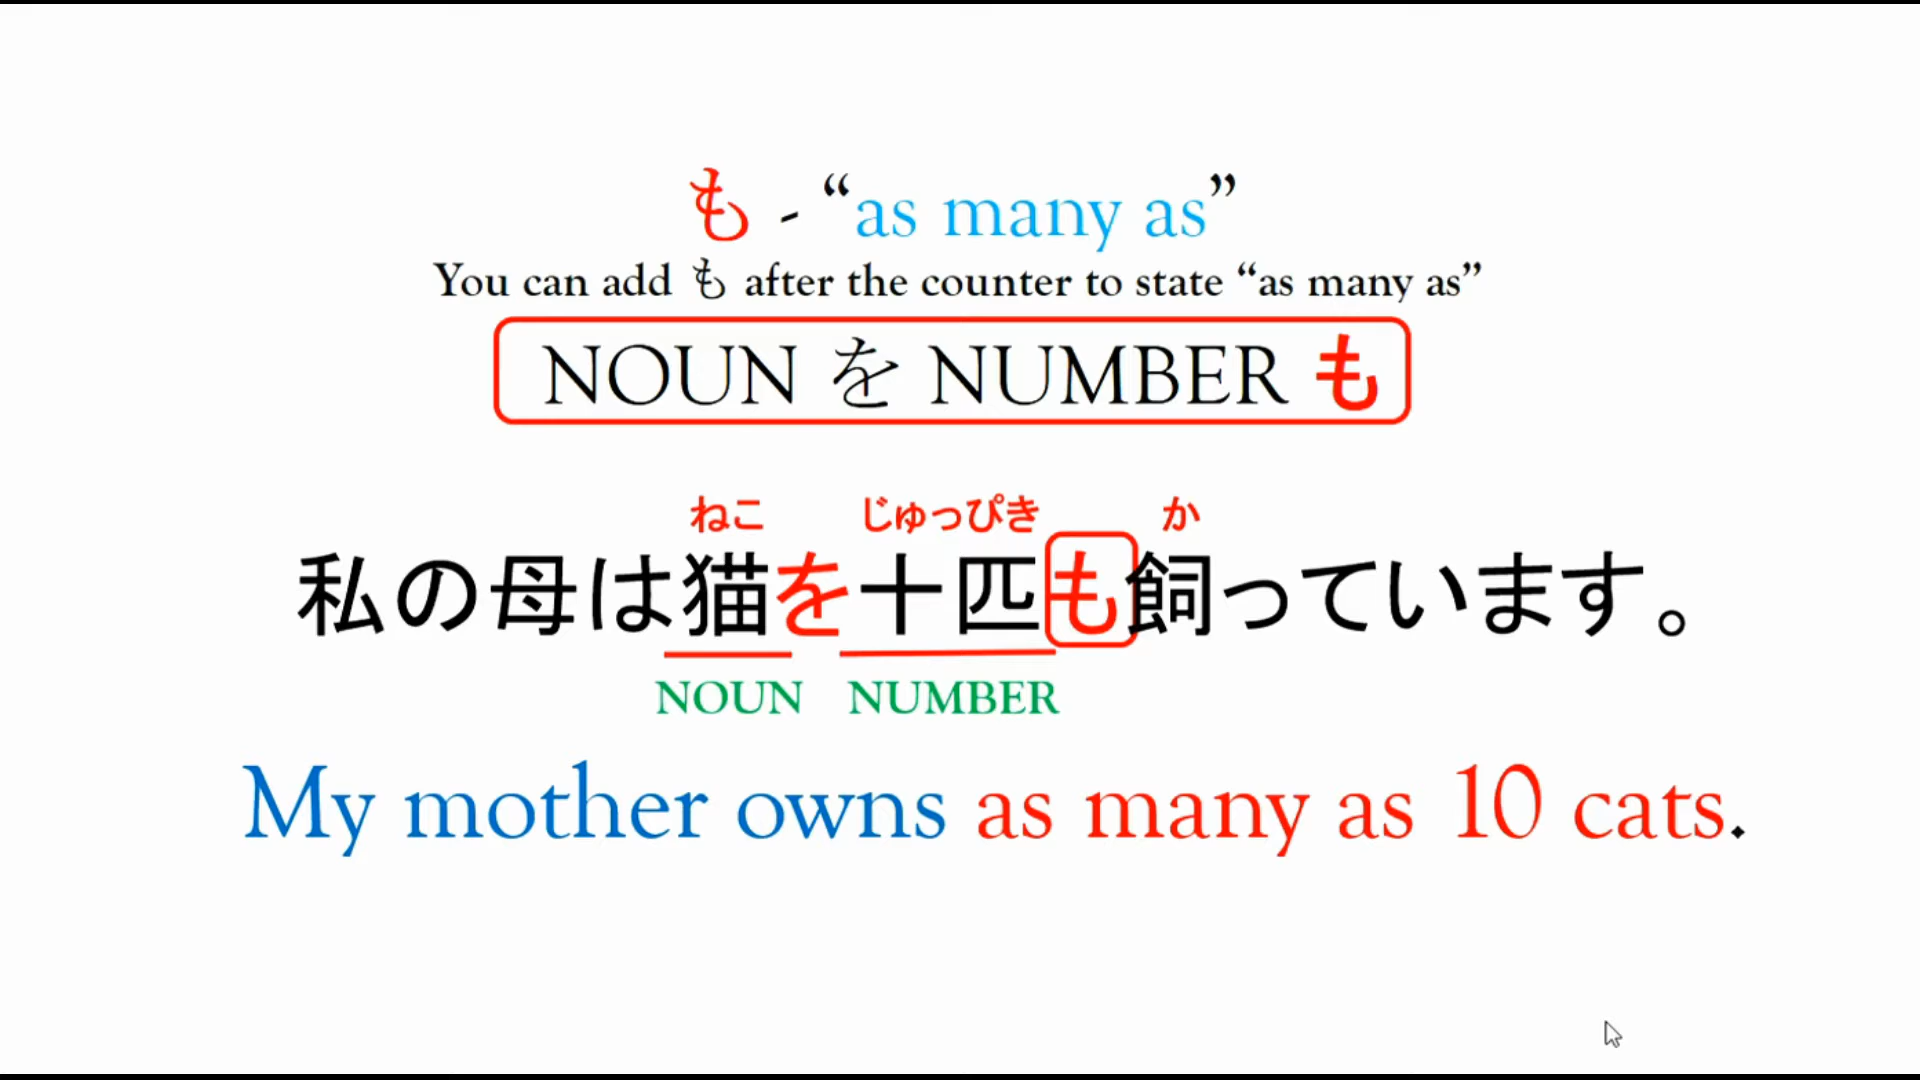 も - “as many as”
You can add も after the counter to state “as many as”
NOUN を NUMBER も
ねこ じゅっぴき か
私の母は猫を十匹も飼っています。
NOUN NUMBER
My mother owns as many as 10 cats.